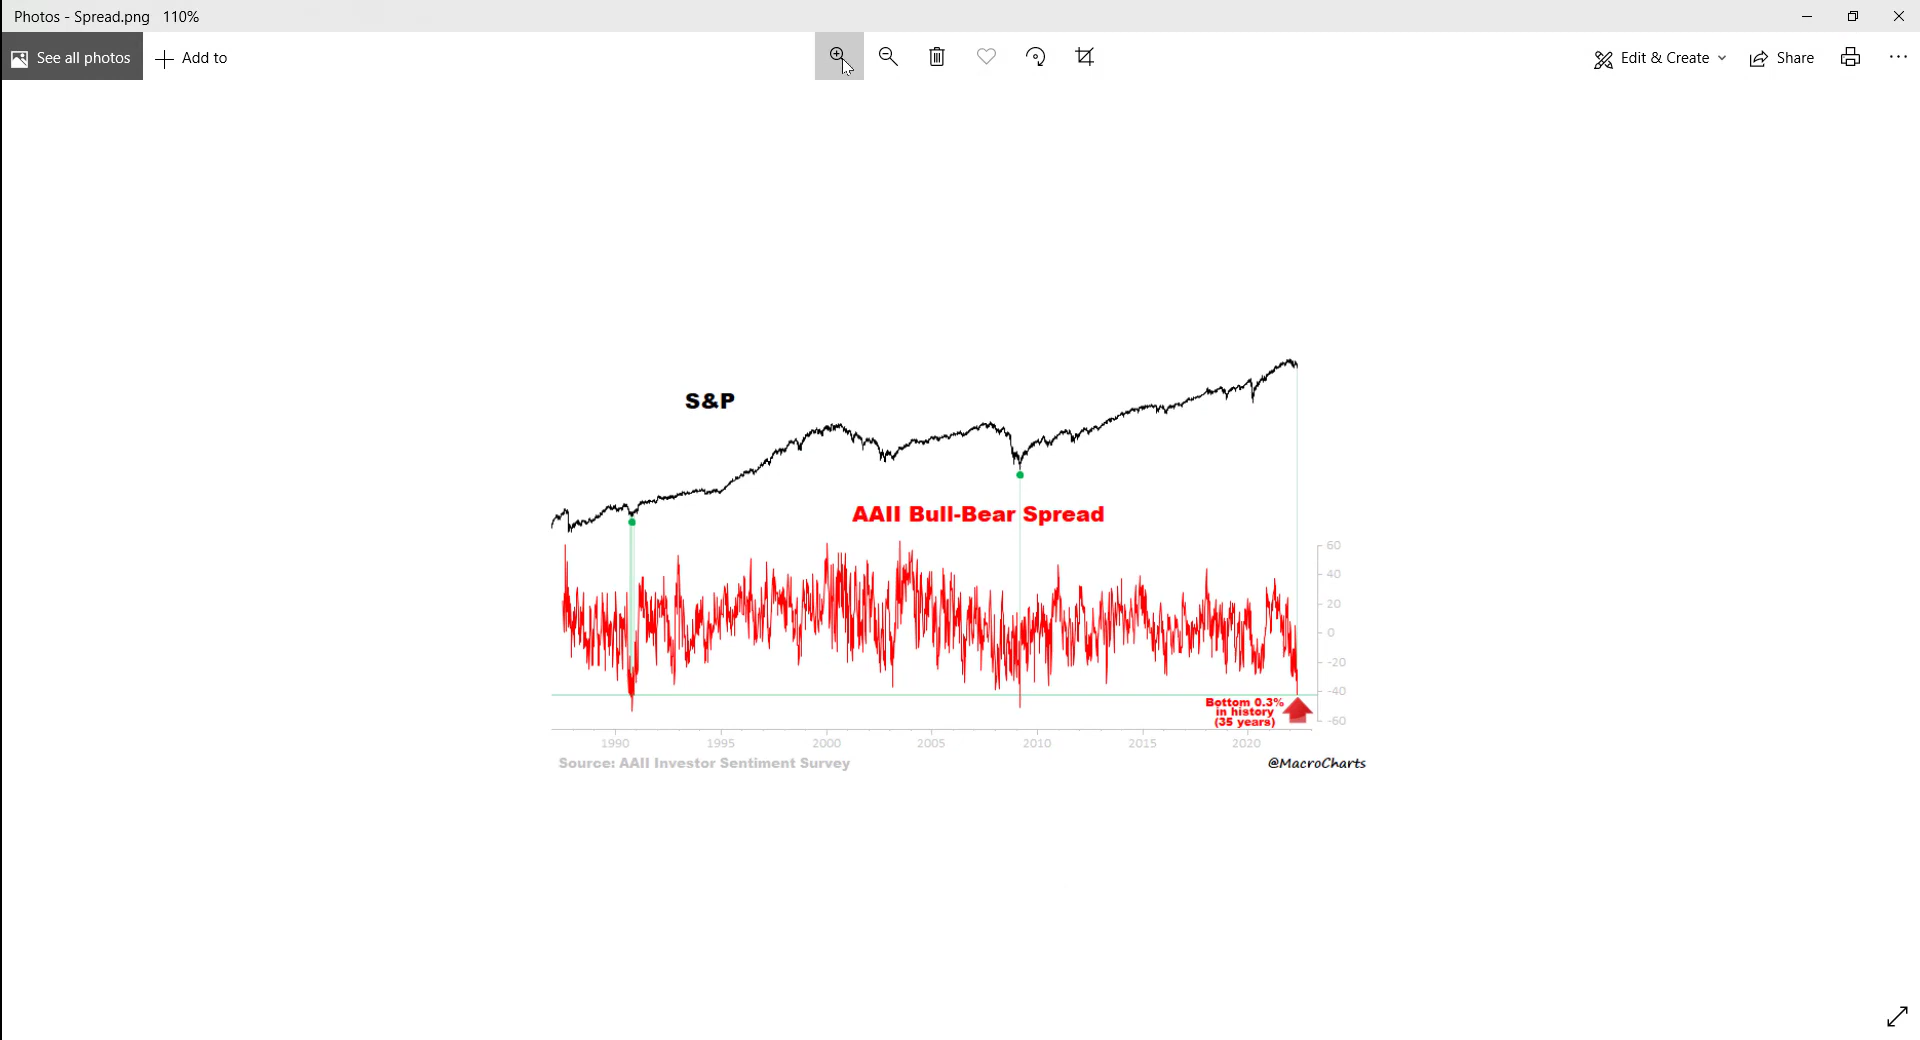 Photos - Spread.png 110%
See all photos
Add to
Edit & Create
Share
S&P
AAII Bull-Bear Spread
60
40
20
0
-20
-40
-60
Bottom 0.3%
in history
(35 years)
1990 1995 2000 2005 2010 2015 2020
Source: AAII Investor Sentiment Survey
@MacroCharts